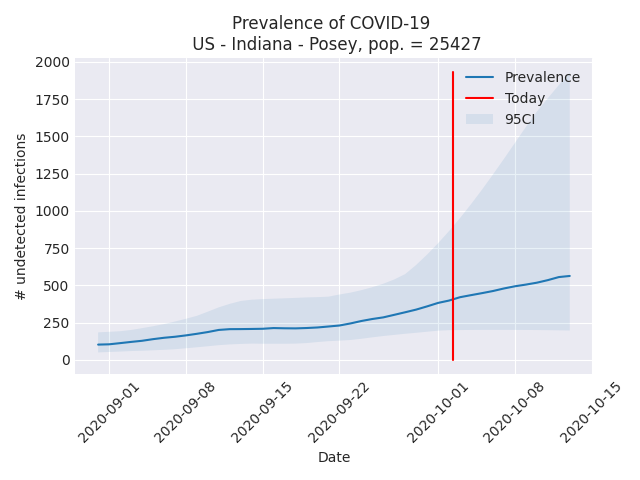 Prevalence of COVID-19
US - Indiana - Posey, pop. = 25427
2000
1750
1500
1250
1000
750
500
250
0
# undetected infections
Prevalence
Today
95CI
2020-09-01
2020-09-08
2020-09-15
2020-09-22
2020-10-01
2020-10-08
2020-10-15
Date